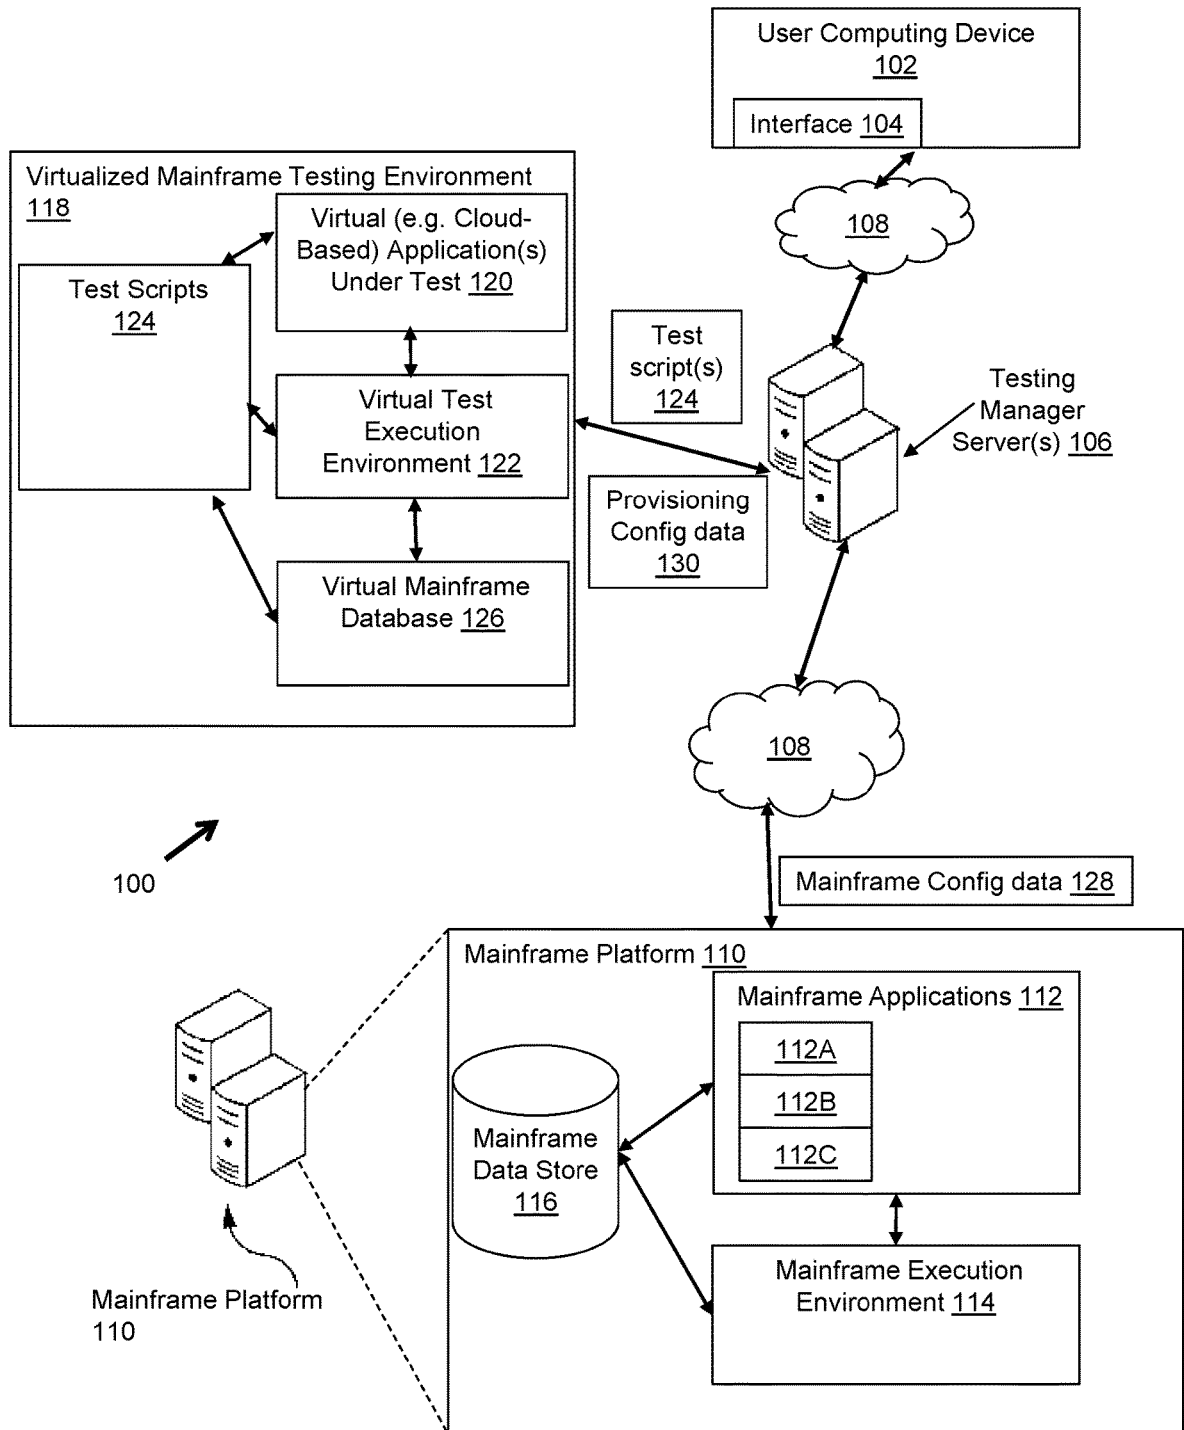 User Computing Device
102
Interface 104
108
Virtualized Mainframe Testing Environment
118
Virtual (e.g. Cloud-
Based) Application(s)
Under Test 120
Test Scripts
124
Virtual Test
Execution
Environment 122
Virtual Mainframe
Database 126
Test
script(s)
124
Provisioning
Config data
130
Testing
Manager
Server(s) 106
108
100
Mainframe Config data 128
Mainframe Platform 110
Mainframe Applications 112
112A
112B
112C
Mainframe
Data Store
116
Mainframe Execution
Environment 114
Mainframe Platform
110